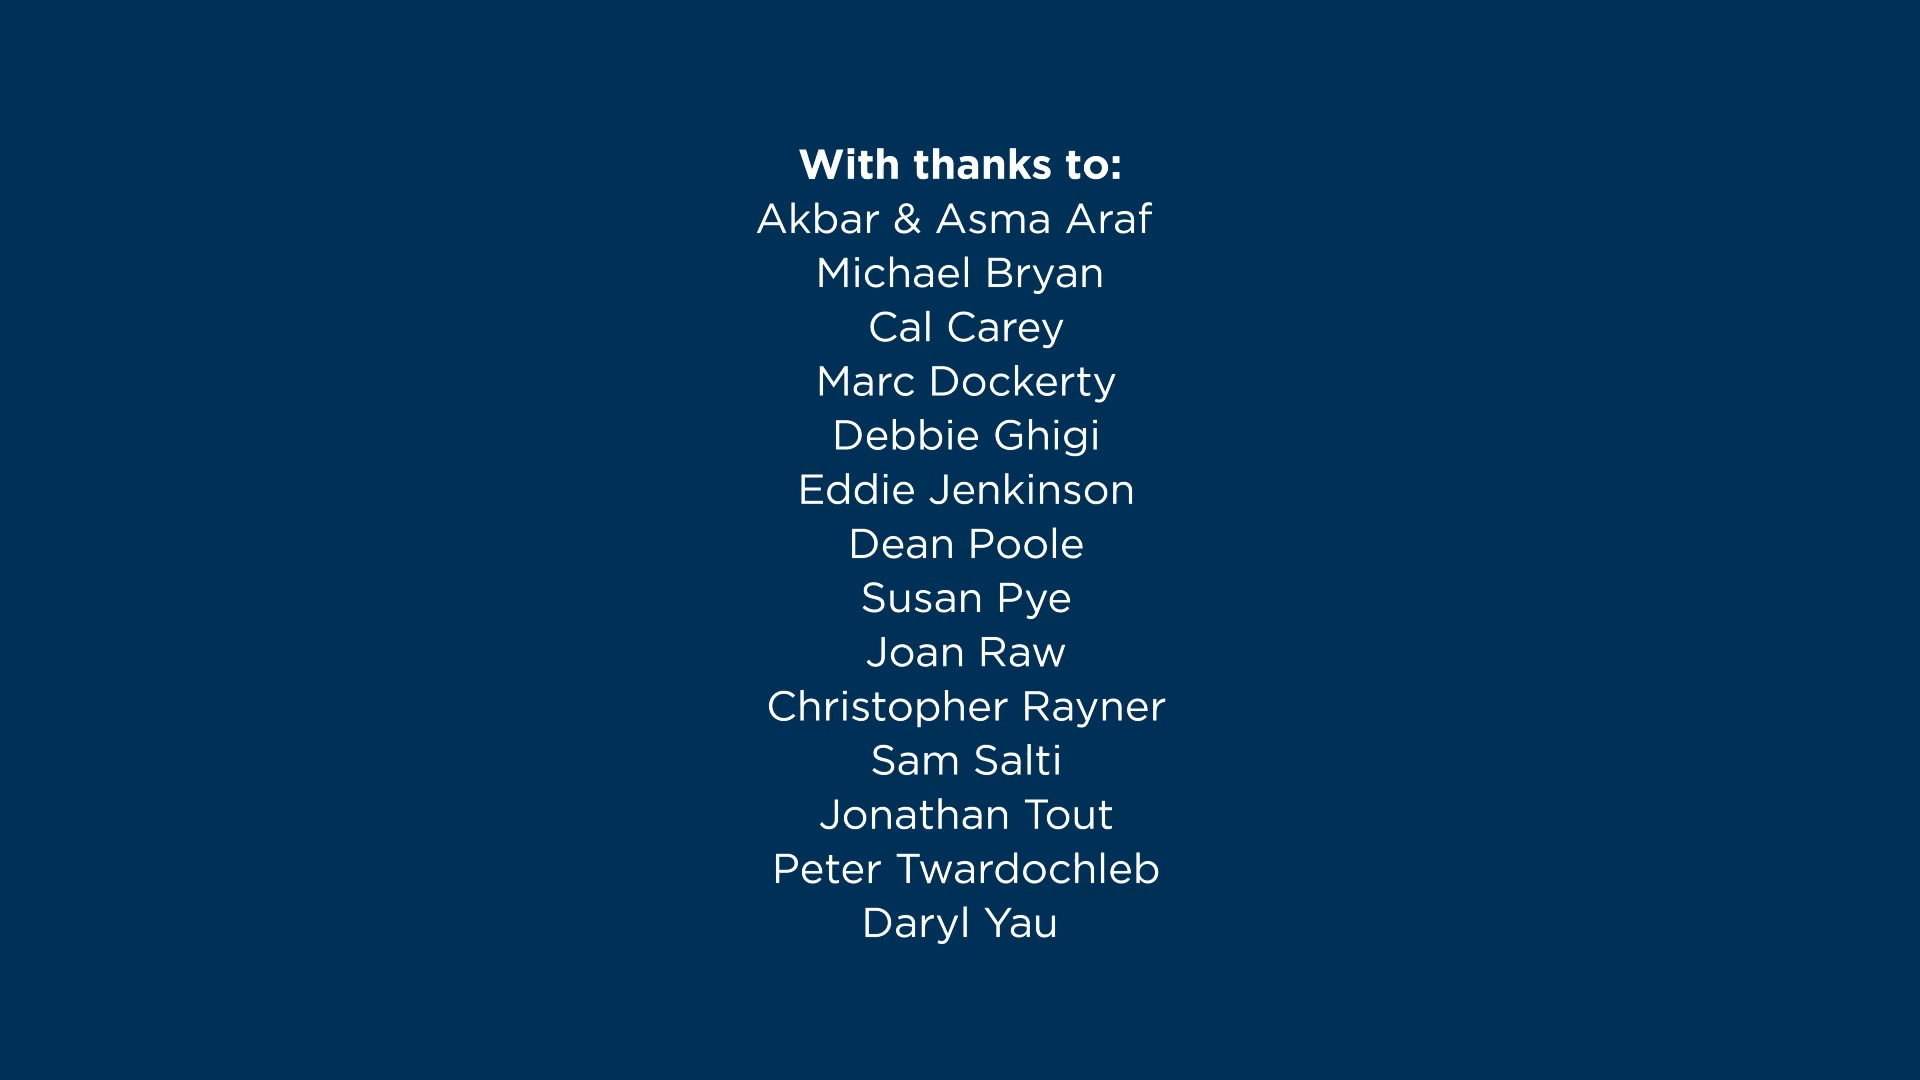 With thanks to:
Akbar & Asma Araf
Michael Bryan
Cal Carey
Marc Dockerty
Debbie Ghigi
Eddie Jenkinson
Dean Poole
Susan Pye
Joan Raw
Christopher Rayner
Sam Salti
Jonathan Tout
Peter Twardochleb
Daryl Yau